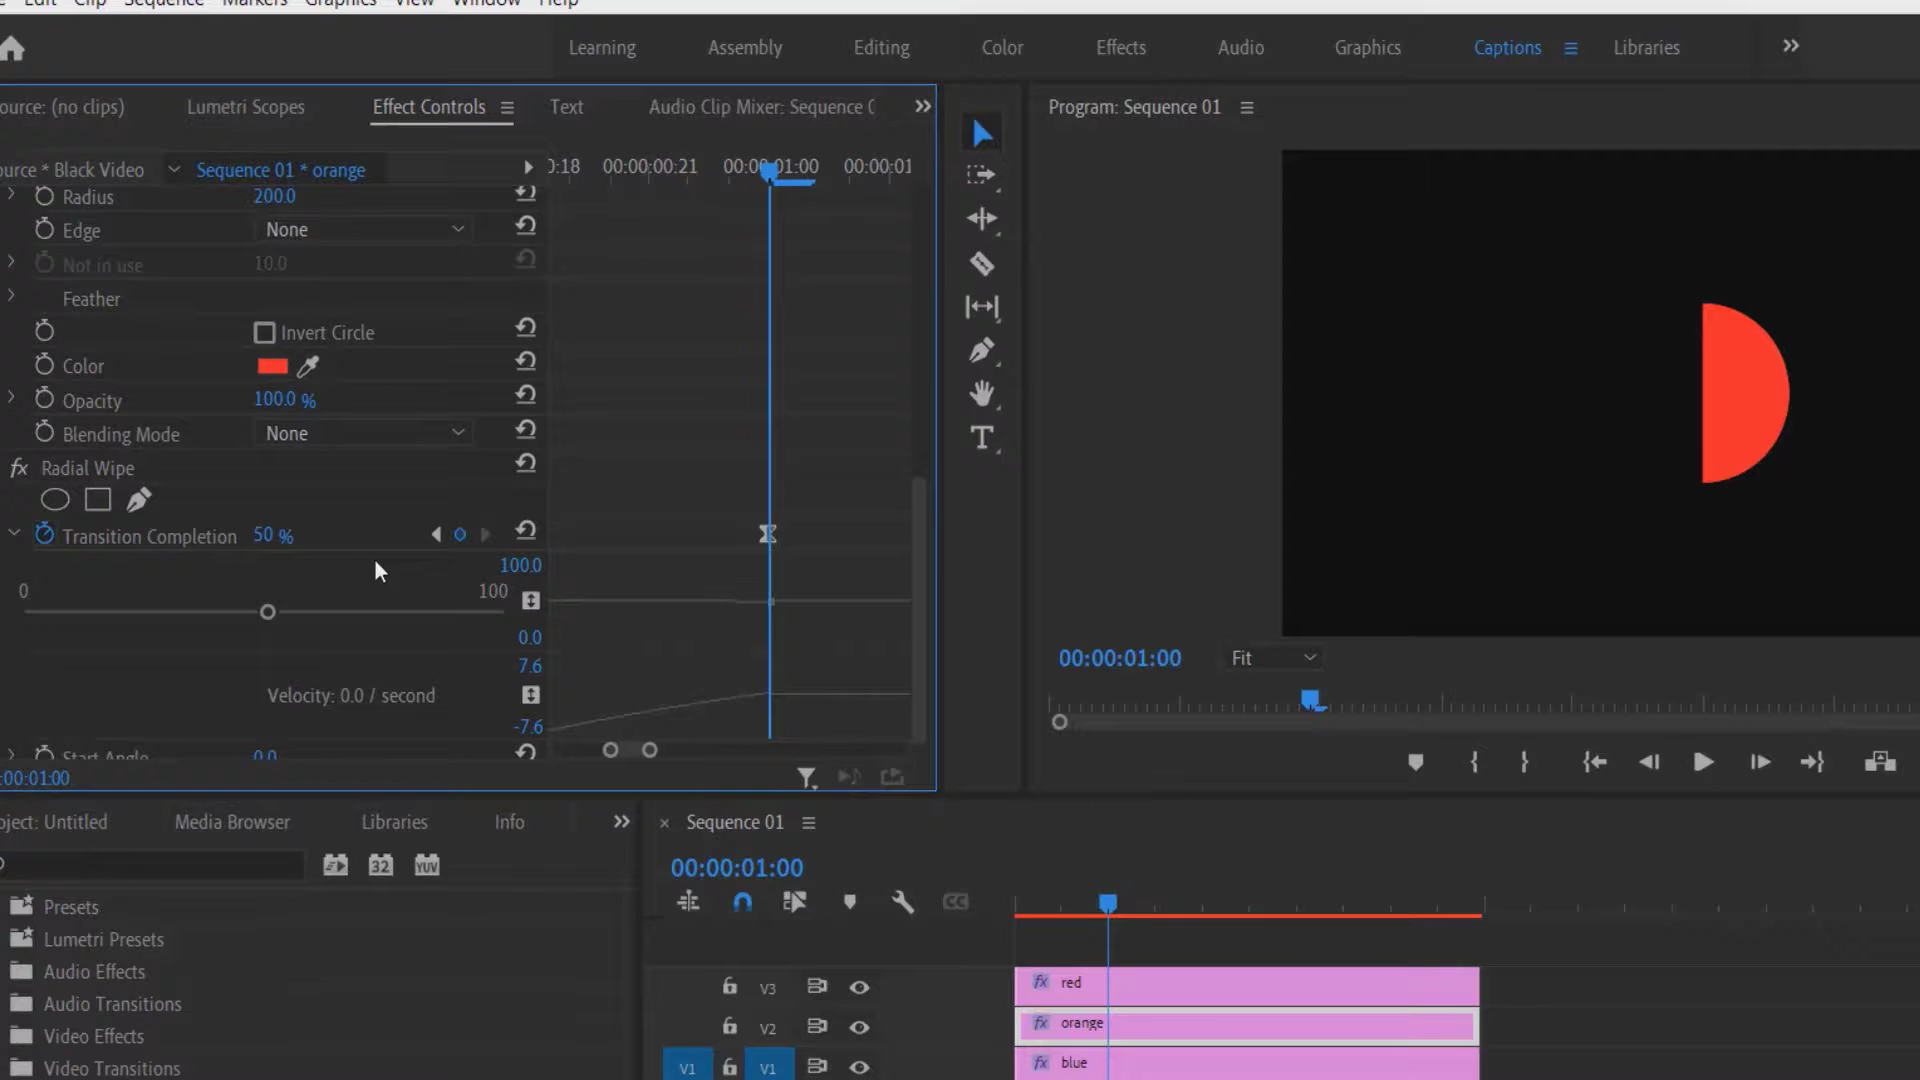 Edit Clip Sequence Markers Graphics View Window Help
Learning Assembly Editing Color Effects Audio Graphics Captions Libraries
ource: (no clips) Lumetri Scopes Effect Controls Text Audio Clip Mixer: Sequence 0
Program: Sequence 01
ource * Black Video Sequence 01 * orange
0:18 00:00:00:21 00:00:01:00 00:00:01
Radius 200.0
Edge None
Not in use 10.0
Feather
Invert Circle
Color
Opacity 100.0 %
Blending Mode None
fx Radial Wipe
Transition Completion 50 %
100.0
0 100
0.0
7.6
Velocity: 0.0 / second
-7.6
Start Angle 0.0
:00:01:00
00:00:01:00 Fit
oject: Untitled Media Browser Libraries Info
32 YUV
Presets
Lumetri Presets
Audio Effects
Audio Transitions
Video Effects
Video Transitions
× Sequence 01
00:00:01:00
CC
V3 fx red
V2 fx orange
V1 V1 fx blue